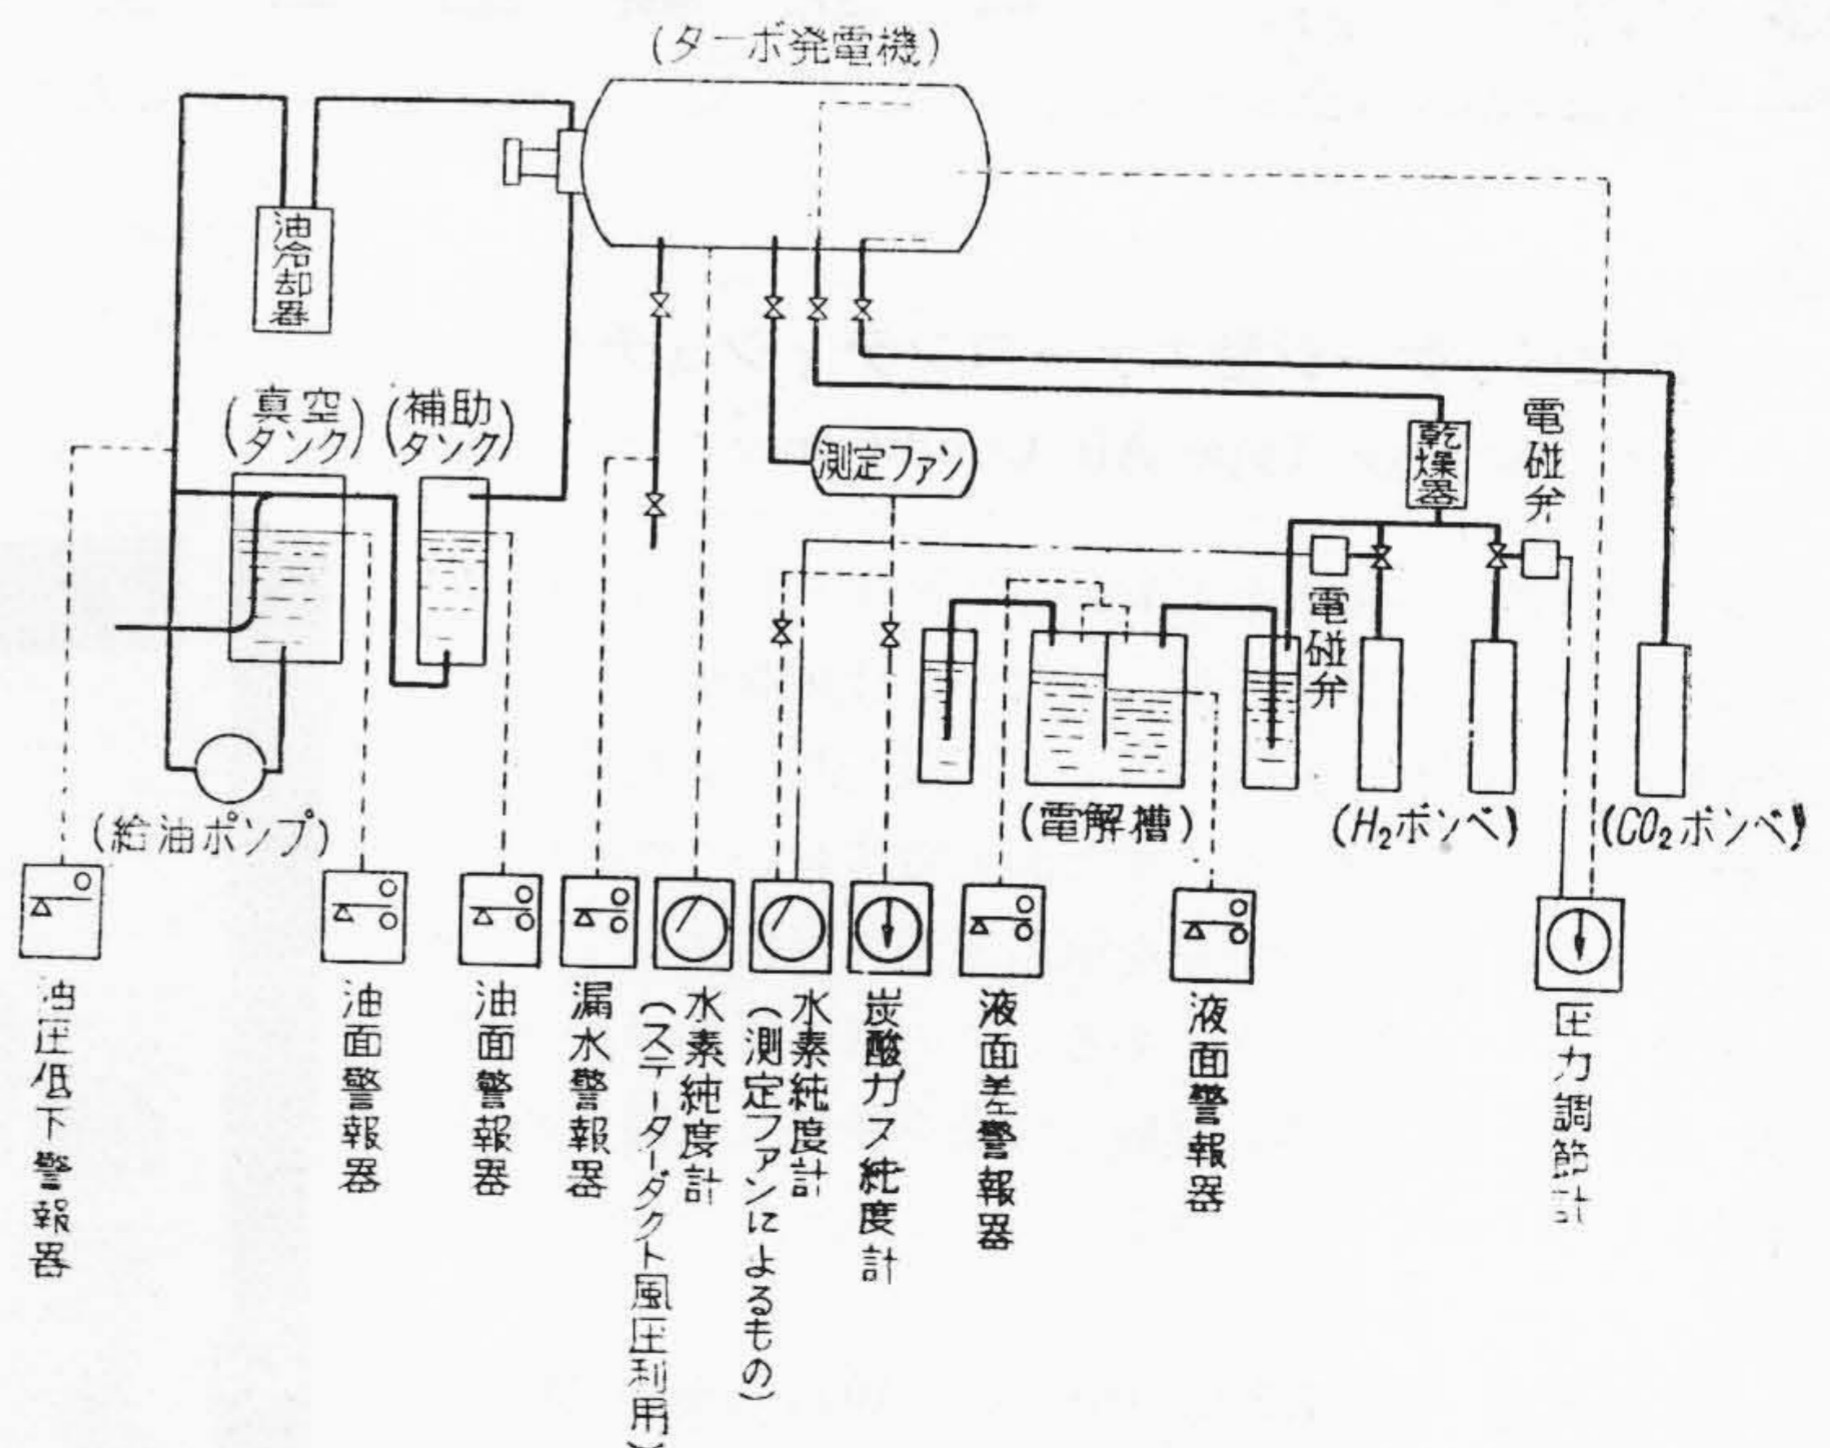 (ターボ発電機)
油冷却器
(真空タンク)
(補助タンク)
測定ファン
乾燥器
電磁弁
電磁弁
(給油ポンプ)
(電解槽)
(H₂ボンベ)
(CO₂ボンベ)
油圧低下警報器
油面警報器
油面警報器
漏水警報器
水素純度計
(ステーターダクト風圧利用)
水素純度計
(測定ファンによるもの)
炭酸ガス純度計
液面差警報器
液面警報器
圧力調節計